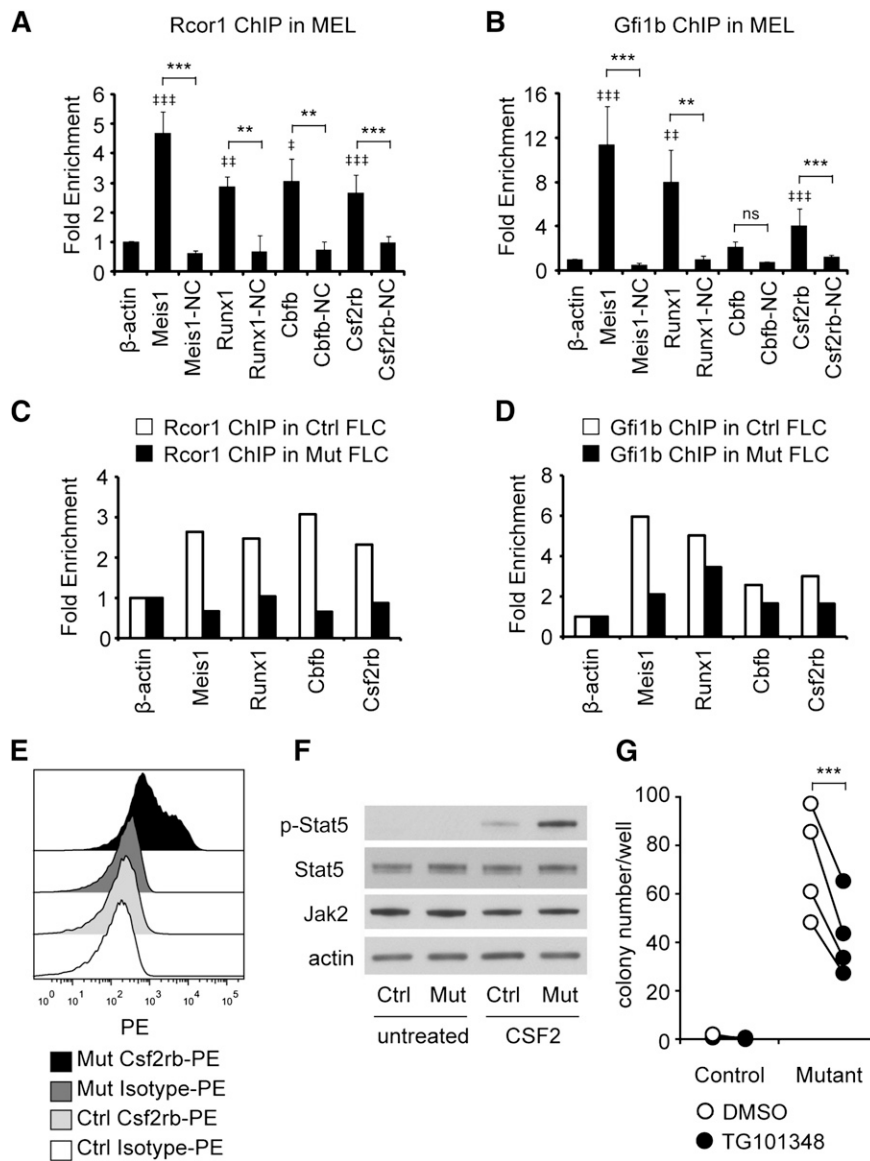 A
Rcor1 ChIP in MEL
Fold Enrichment
6
5
4
3
2
1
0
‡‡‡
***
‡‡
**
‡
**
‡‡‡
***
β-actin
Meis1
Meis1-NC
Runx1
Runx1-NC
Cbfb
Cbfb-NC
Csf2rb
Csf2rb-NC
B
Gfi1b ChIP in MEL
Fold Enrichment
16
12
8
4
0
‡‡‡
***
‡‡
**
ns
‡‡‡
***
β-actin
Meis1
Meis1-NC
Runx1
Runx1-NC
Cbfb
Cbfb-NC
Csf2rb
Csf2rb-NC
C
Rcor1 ChIP in Ctrl FLC
Rcor1 ChIP in Mut FLC
Fold Enrichment
4
3
2
1
0
β-actin
Meis1
Runx1
Cbfb
Csf2rb
D
Gfi1b ChIP in Ctrl FLC
Gfi1b ChIP in Mut FLC
Fold Enrichment
8
6
4
2
0
β-actin
Meis1
Runx1
Cbfb
Csf2rb
E
10⁰ 10¹ 10² 10³ 10⁴ 10⁵
PE
Mut Csf2rb-PE
Mut Isotype-PE
Ctrl Csf2rb-PE
Ctrl Isotype-PE
F
p-Stat5
Stat5
Jak2
actin
Ctrl Mut Ctrl Mut
untreated CSF2
G
***
colony number/well
100
80
60
40
20
0
Control Mutant
DMSO
TG101348